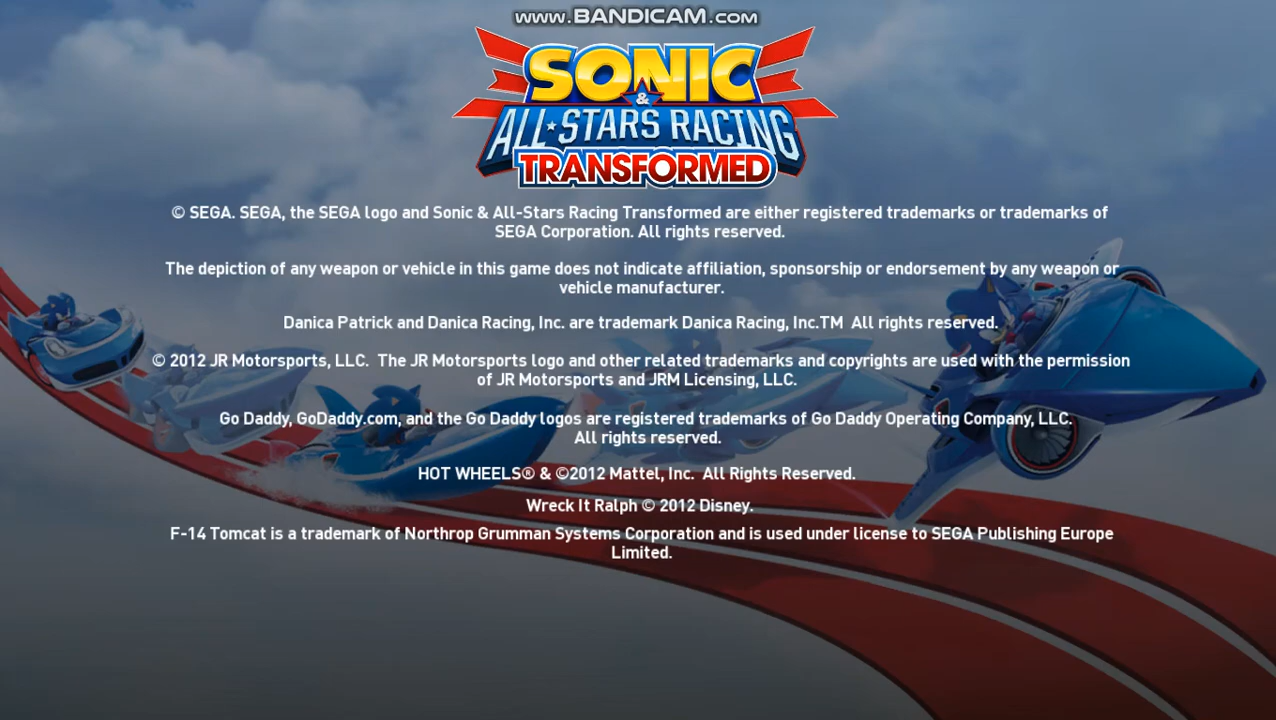 www.BANDICAM.com
SONIC
&
ALL★STARS RACING
TRANSFORMED
© SEGA. SEGA, the SEGA logo and Sonic & All-Stars Racing Transformed are either registered trademarks or trademarks of
SEGA Corporation. All rights reserved.
The depiction of any weapon or vehicle in this game does not indicate affiliation, sponsorship or endorsement by any weapon or
vehicle manufacturer.
Danica Patrick and Danica Racing, Inc. are trademark Danica Racing, Inc.TM  All rights reserved.
© 2012 JR Motorsports, LLC.  The JR Motorsports logo and other related trademarks and copyrights are used with the permission
of JR Motorsports and JRM Licensing, LLC.
Go Daddy, GoDaddy.com, and the Go Daddy logos are registered trademarks of Go Daddy Operating Company, LLC.
All rights reserved.
HOT WHEELS® & ©2012 Mattel, Inc.  All Rights Reserved.
Wreck It Ralph © 2012 Disney.
F-14 Tomcat is a trademark of Northrop Grumman Systems Corporation and is used under license to SEGA Publishing Europe
Limited.